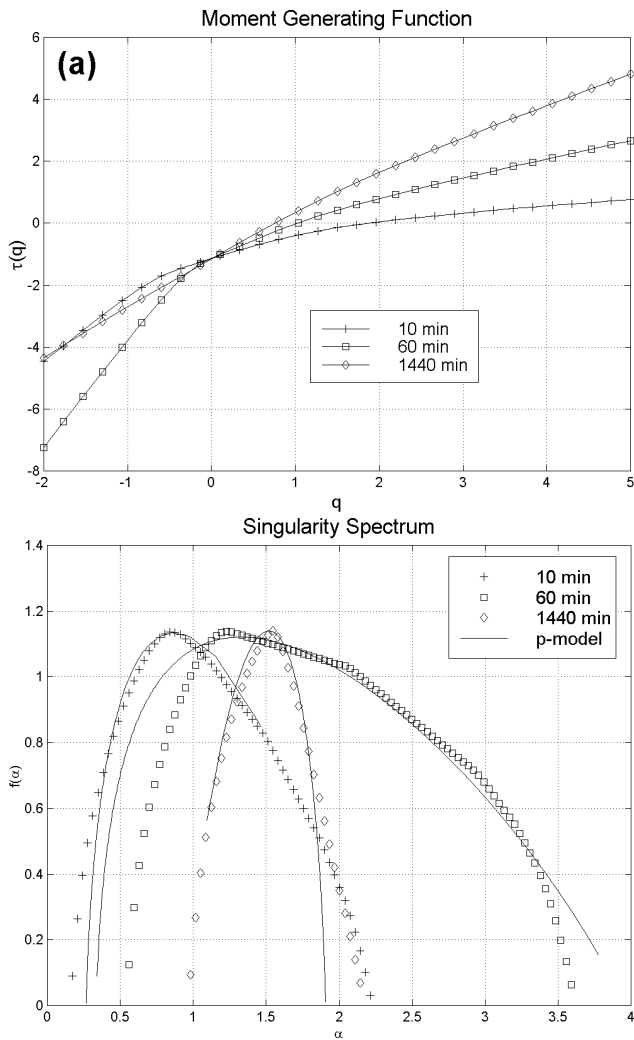 Moment Generating Function
(a)
6
4
2
0
-2
-4
-6
-8
τ(q)
10 min
60 min
1440 min
-2 -1 0 1 2 3 4 5
q
Singularity Spectrum
1.4
1.2
1
0.8
0.6
0.4
0.2
0
f(α)
10 min
60 min
1440 min
p-model
0 0.5 1 1.5 2 2.5 3 3.5 4
α